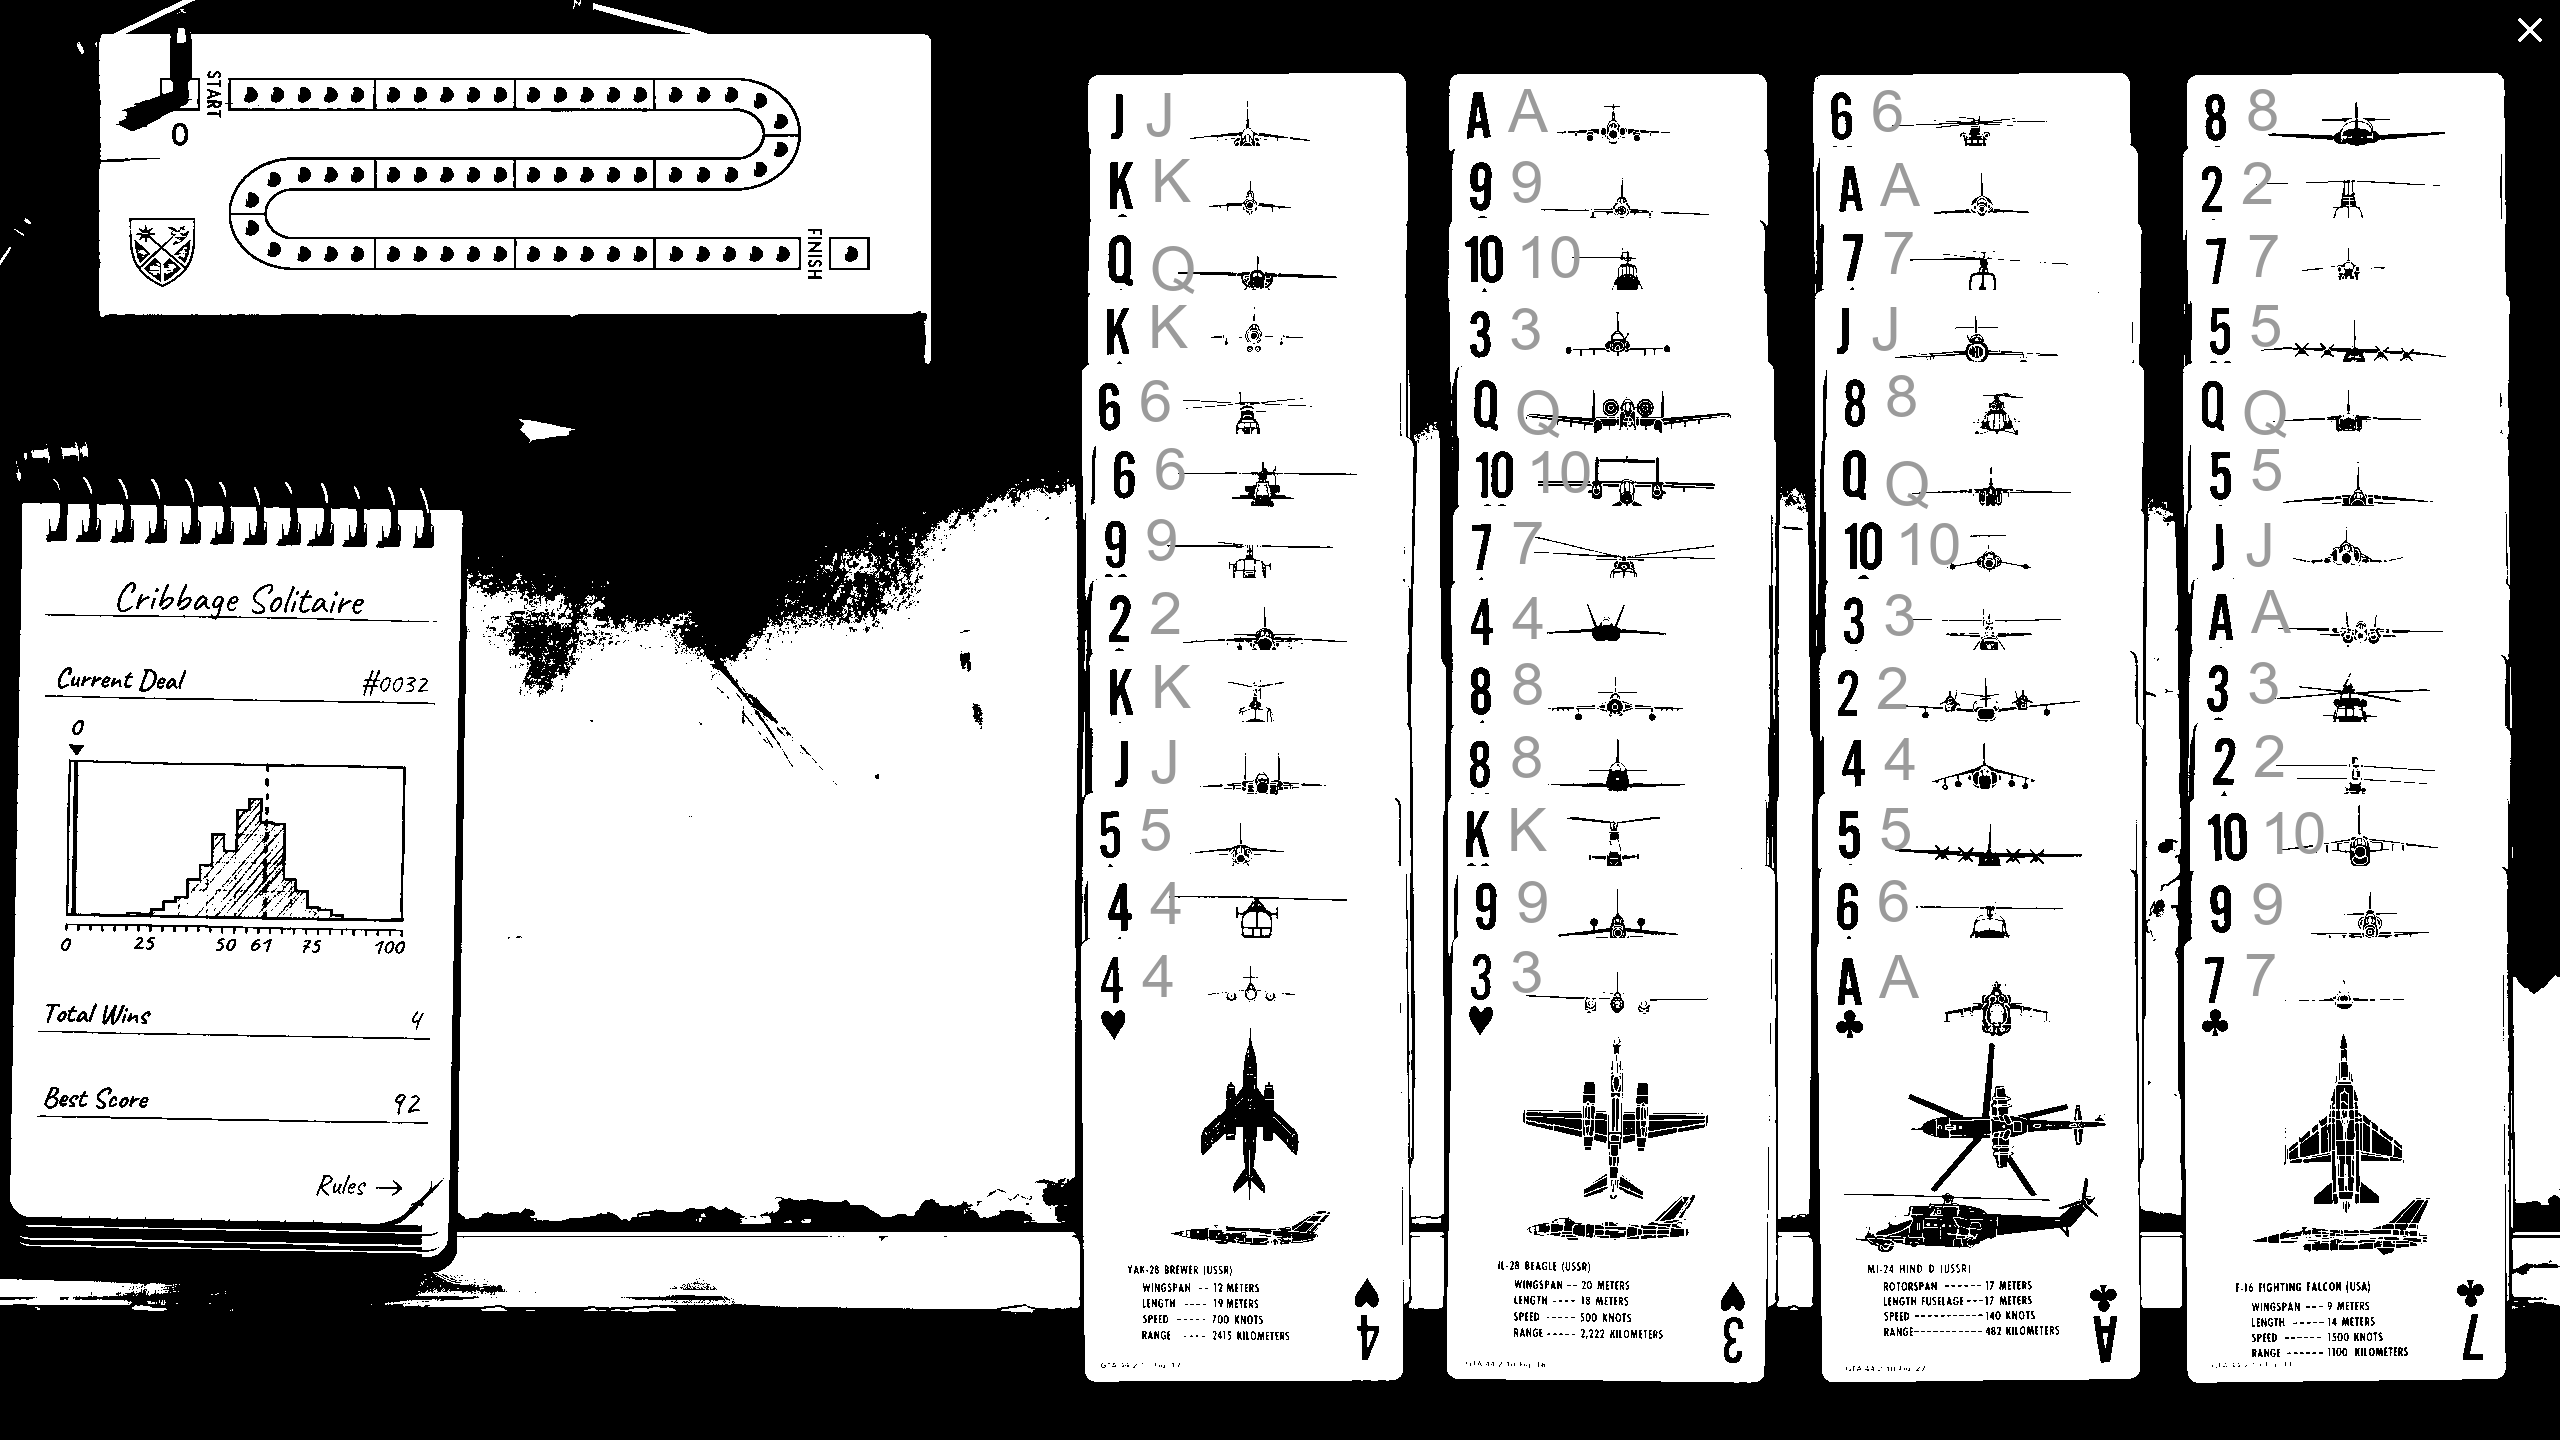 START
0
FINISH
Cribbage Solitaire
Current Deal #0032
0
0 25 50 61 75 100
Total Wins 4
Best Score 92
Rules →
J J
K K
Q Q
K K
6 6
6 6
9 9
2 2
K K
J J
5 5
4 4
4 4
YAK-28 BREWER (USSR)
WINGSPAN -- 12 METERS
LENGTH ---- 19 METERS
SPEED ----- 700 KNOTS
RANGE ---- 2415 KILOMETERS
4
A A
9 9
10 10
3 3
Q Q
10 10
7 7
4 4
8 8
8 8
K K
9 9
3 3
IL-28 BEAGLE (USSR)
WINGSPAN -- 20 METERS
LENGTH ---- 18 METERS
SPEED ----- 500 KNOTS
RANGE ----- 2,222 KILOMETERS
3
6 6
A A
7 7
J J
8 8
Q Q
10 10
3 3
2 2
4 4
5 5
6 6
A A
MI-24 HIND D (USSR)
ROTORSPAN ------ 17 METERS
LENGTH FUSELAGE --- 17 METERS
SPEED ---------- 140 KNOTS
RANGE ----------- 482 KILOMETERS
A
8 8
2 2
7 7
5 5
Q Q
5 5
J J
A A
3 3
2 2
10 10
9 9
7 7
F-16 FIGHTING FALCON (USA)
WINGSPAN --- 9 METERS
LENGTH ---- 14 METERS
SPEED ------ 1500 KNOTS
RANGE ------ 1100 KILOMETERS
7